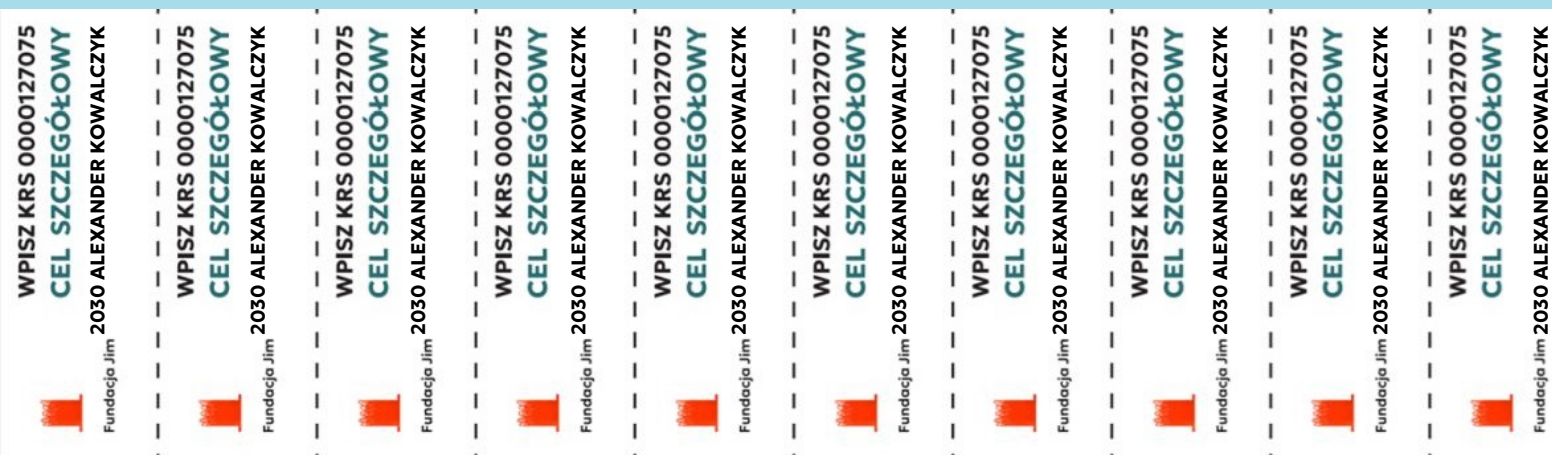 WPISZ KRS 0000127075
CEL SZCZEGÓŁOWY
2030 ALEXANDER KOWALCZYK
Fundacja Jim
WPISZ KRS 0000127075
CEL SZCZEGÓŁOWY
2030 ALEXANDER KOWALCZYK
Fundacja Jim
WPISZ KRS 0000127075
CEL SZCZEGÓŁOWY
2030 ALEXANDER KOWALCZYK
Fundacja Jim
WPISZ KRS 0000127075
CEL SZCZEGÓŁOWY
2030 ALEXANDER KOWALCZYK
Fundacja Jim
WPISZ KRS 0000127075
CEL SZCZEGÓŁOWY
2030 ALEXANDER KOWALCZYK
Fundacja Jim
WPISZ KRS 0000127075
CEL SZCZEGÓŁOWY
2030 ALEXANDER KOWALCZYK
Fundacja Jim
WPISZ KRS 0000127075
CEL SZCZEGÓŁOWY
2030 ALEXANDER KOWALCZYK
Fundacja Jim
WPISZ KRS 0000127075
CEL SZCZEGÓŁOWY
2030 ALEXANDER KOWALCZYK
Fundacja Jim
WPISZ KRS 0000127075
CEL SZCZEGÓŁOWY
2030 ALEXANDER KOWALCZYK
Fundacja Jim
WPISZ KRS 0000127075
CEL SZCZEGÓŁOWY
2030 ALEXANDER KOWALCZYK
Fundacja Jim